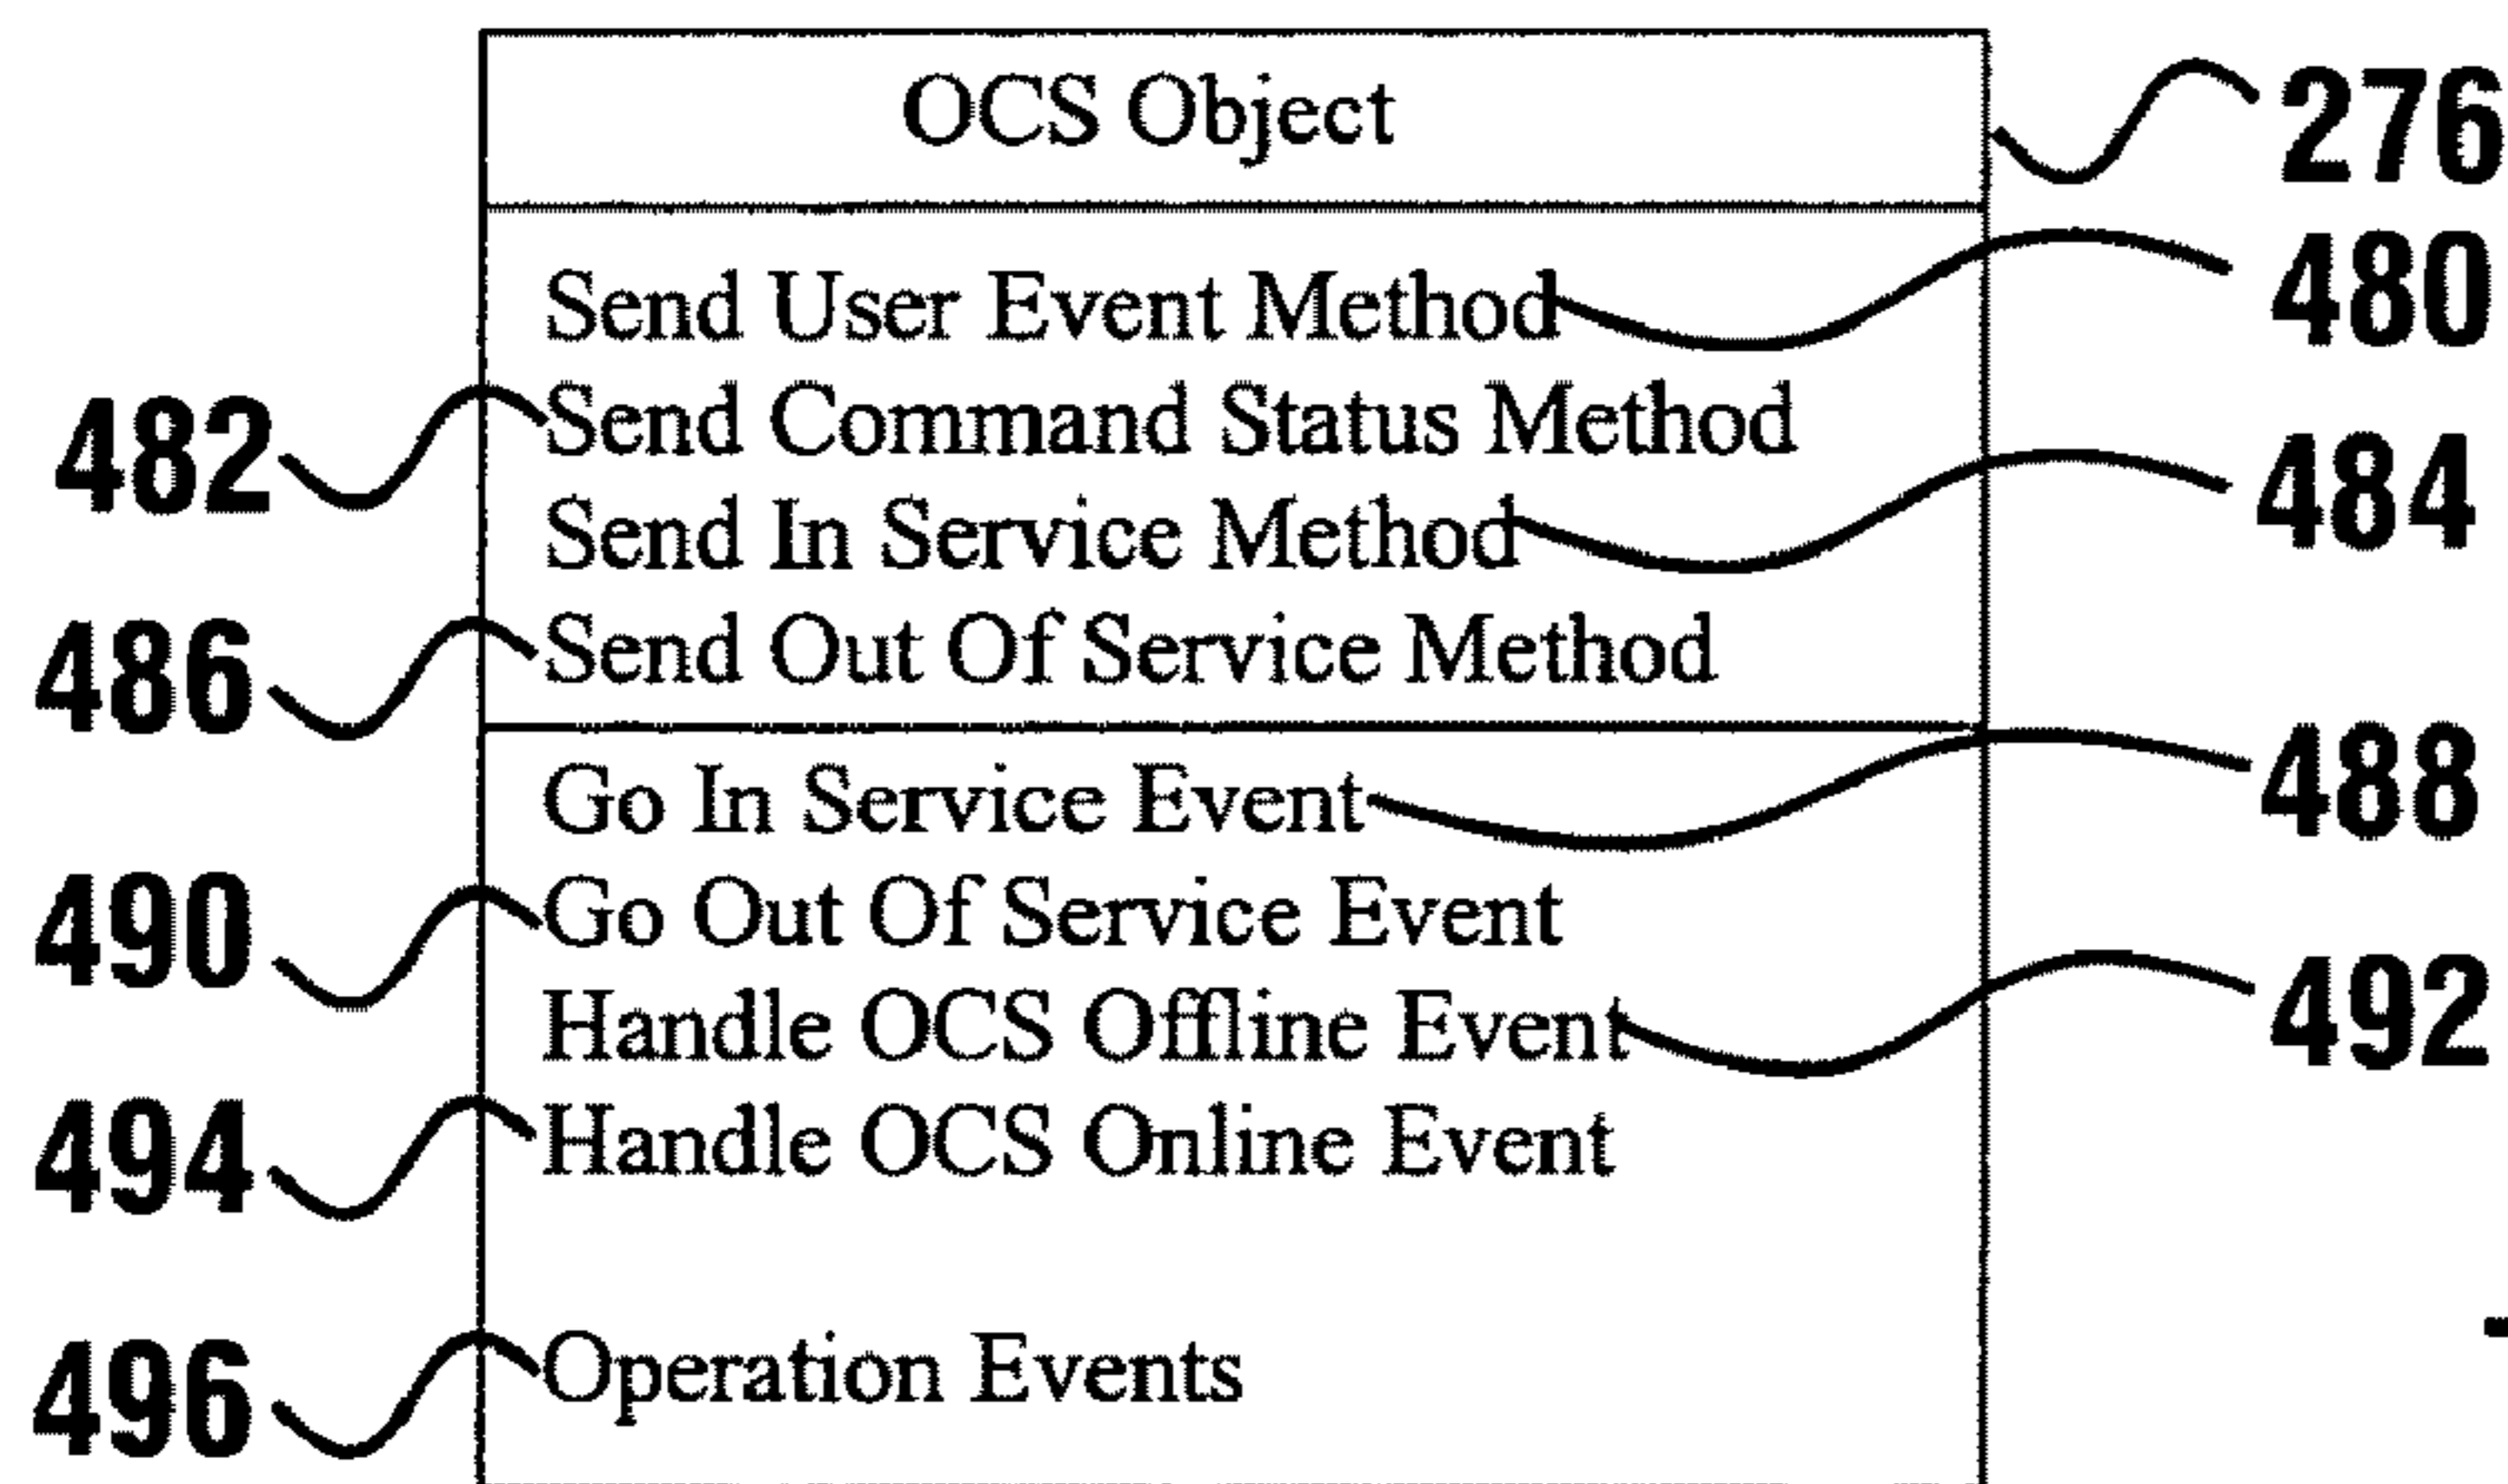 OCS Object 276
Send User Event Method 480
482 Send Command Status Method
Send In Service Method 484
486 Send Out Of Service Method
Go In Service Event 488
490 Go Out Of Service Event
Handle OCS Offline Event 492
494 Handle OCS Online Event
496 Operation Events